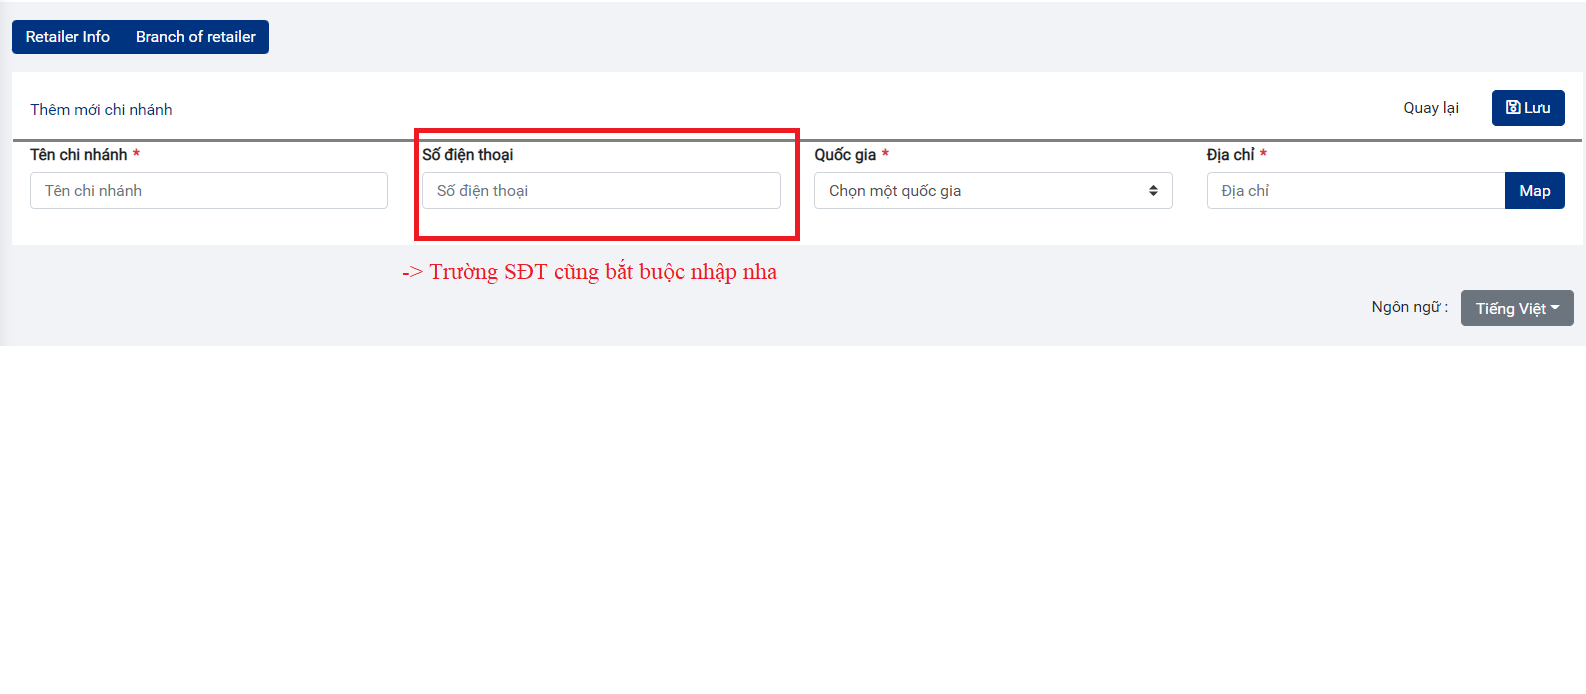 Retailer Info Branch of retailer
Thêm mới chi nhánh Quay lại Lưu
Tên chi nhánh * Số điện thoại Quốc gia * Địa chỉ *
Tên chi nhánh Số điện thoại Chọn một quốc gia Địa chỉ Map
-> Trường SĐT cũng bắt buộc nhập nha
Ngôn ngữ : Tiếng Việt